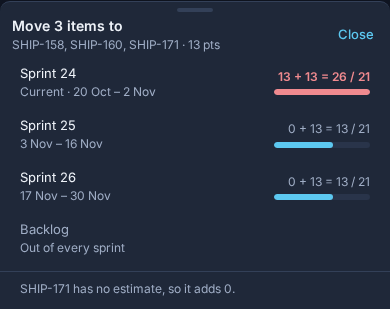 Move 3 items to
Close
SHIP-158, SHIP-160, SHIP-171 · 13 pts
Sprint 24
13 + 13 = 26 / 21
Current · 20 Oct – 2 Nov
Sprint 25
0 + 13 = 13 / 21
3 Nov – 16 Nov
Sprint 26
0 + 13 = 13 / 21
17 Nov – 30 Nov
Backlog
Out of every sprint
SHIP-171 has no estimate, so it adds 0.